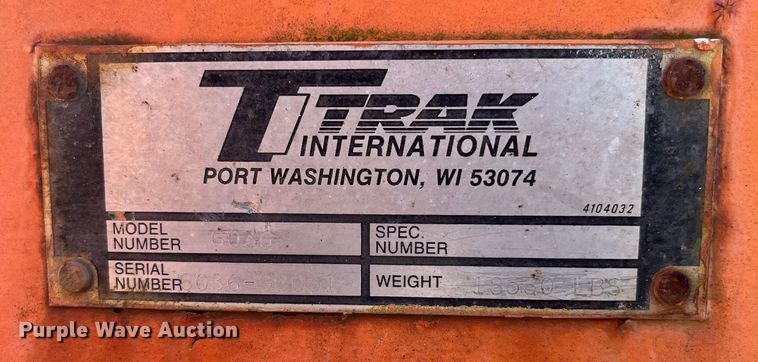 TRAK
INTERNATIONAL
PORT WASHINGTON, WI 53074
4104032
MODEL
NUMBER
SPEC.
NUMBER
SERIAL
NUMBER
WEIGHT LBS
Purple Wave Auction